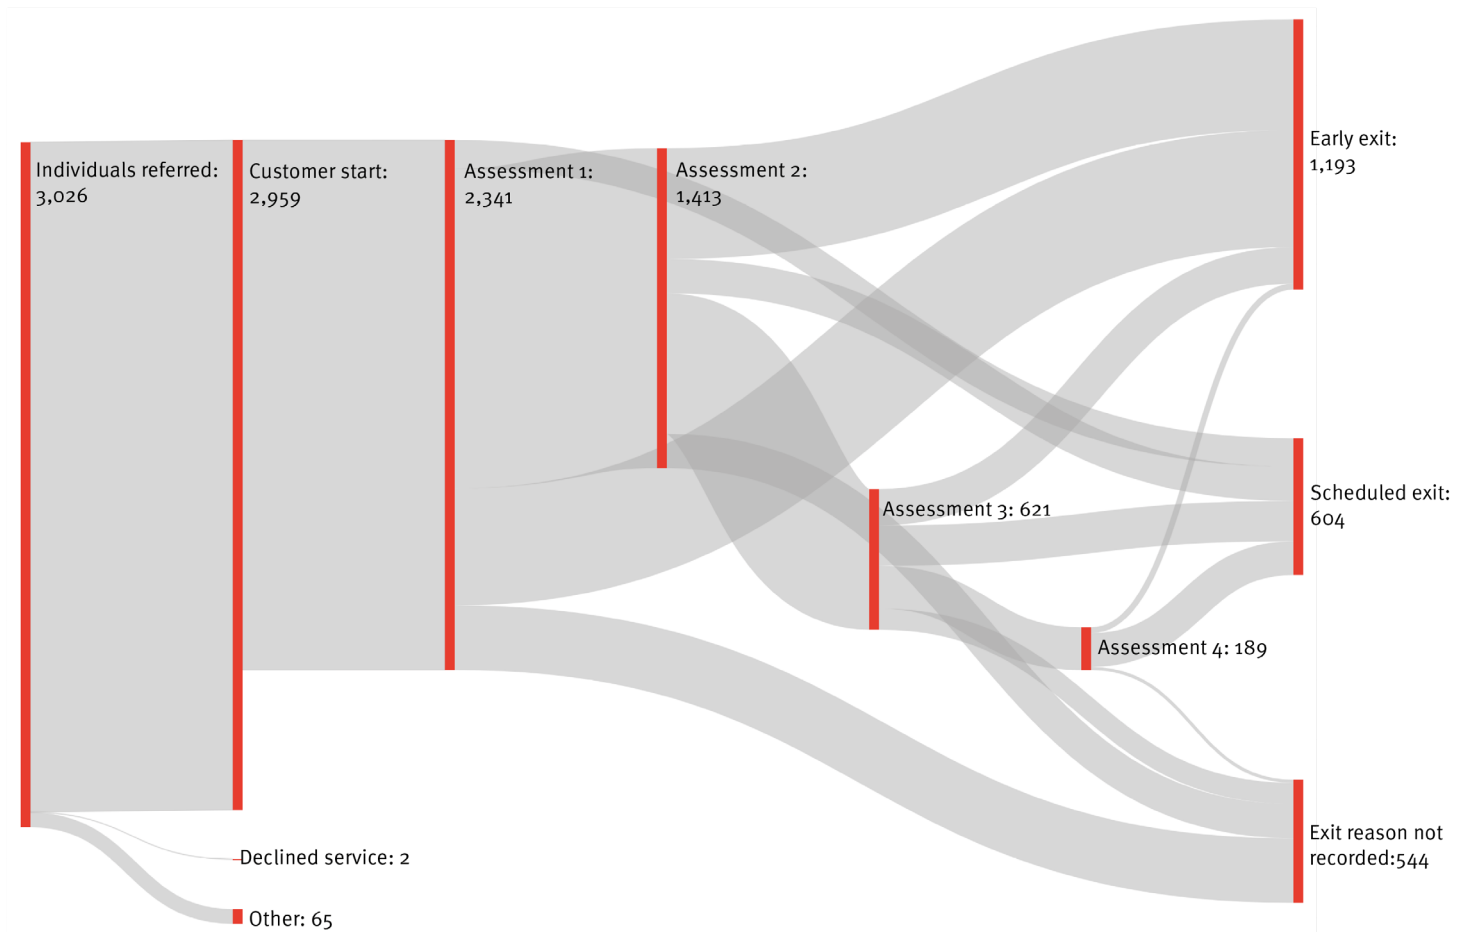 Individuals referred:
3,026
Customer start:
2,959
Assessment 1:
2,341
Assessment 2:
1,413
Early exit:
1,193
Assessment 3: 621
Scheduled exit:
604
Assessment 4: 189
Exit reason not
recorded:544
Declined service: 2
Other: 65